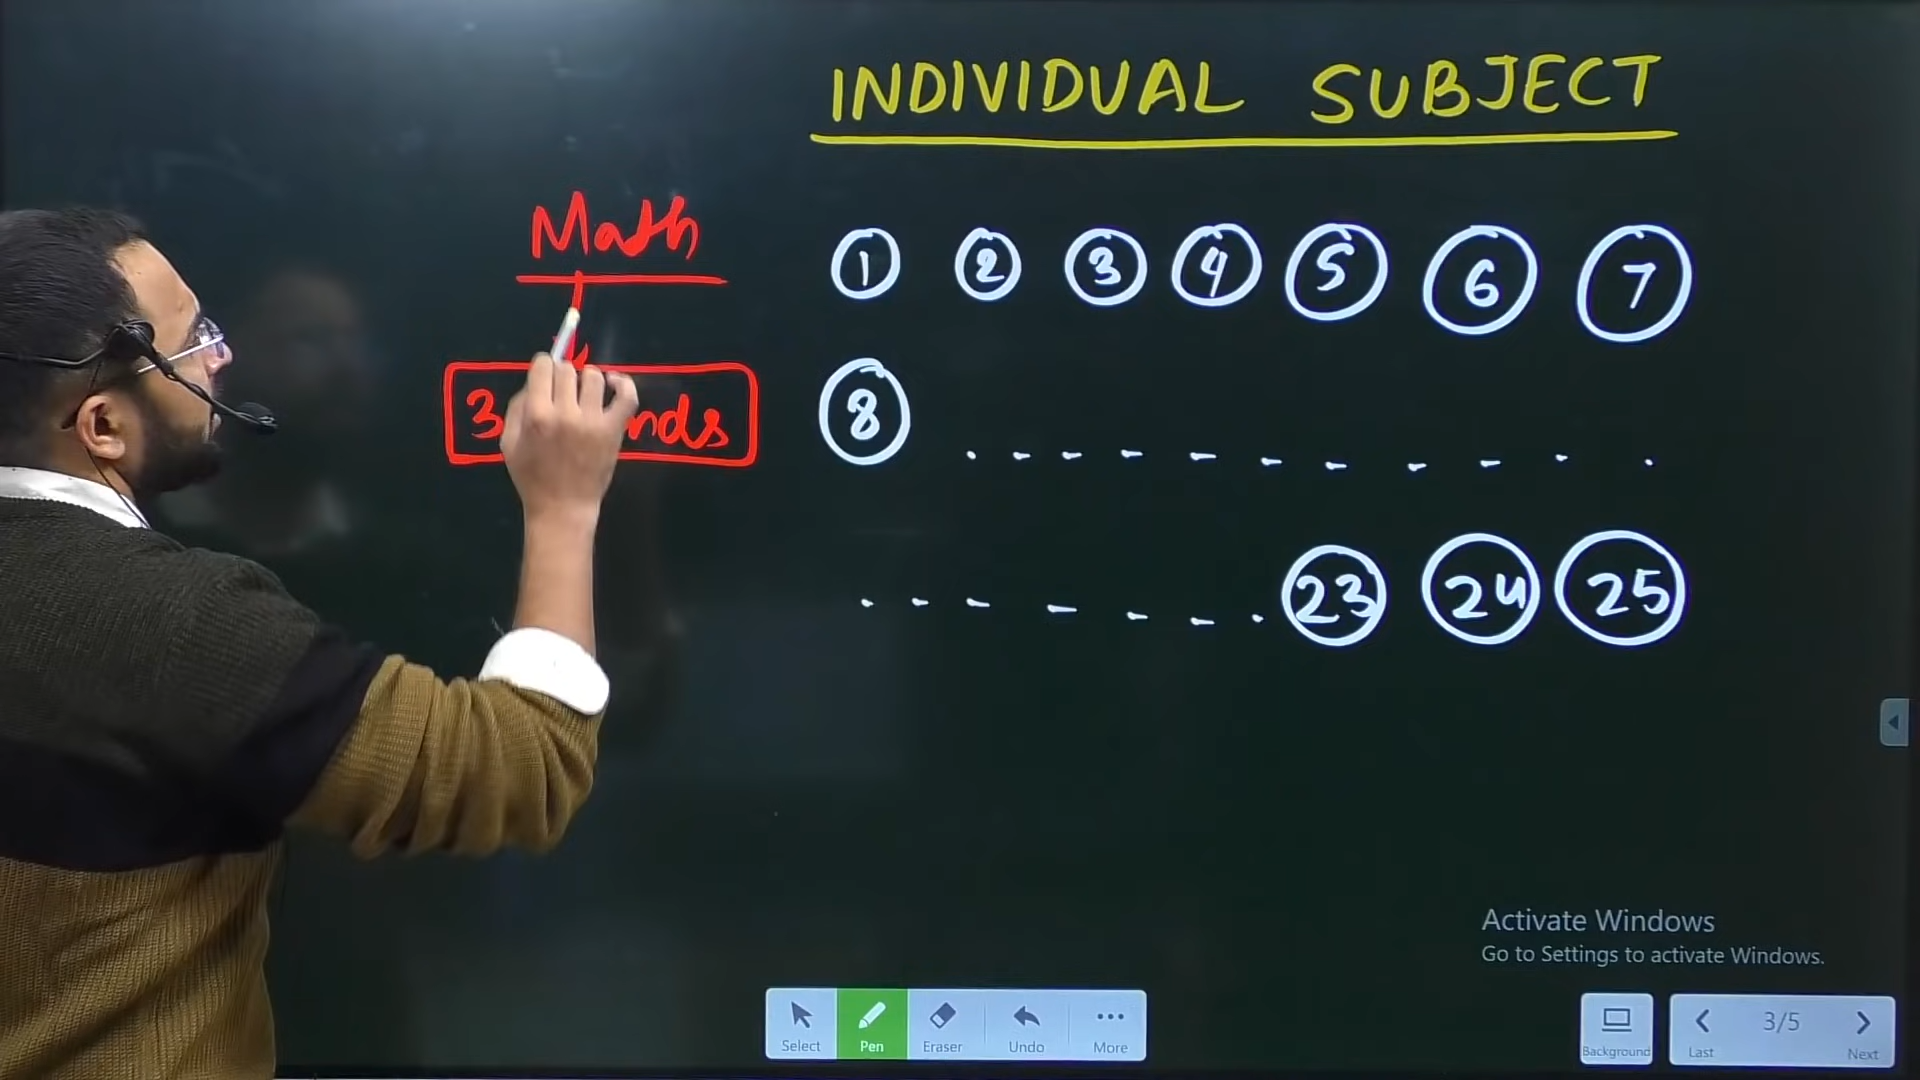 INDIVIDUAL SUBJECT
Math
1 2 3 4 5 6 7
3
8
23 24 25
Activate Windows
Go to Settings to activate Windows.
Select Pen Eraser Undo More
Background
3/5
Last Next